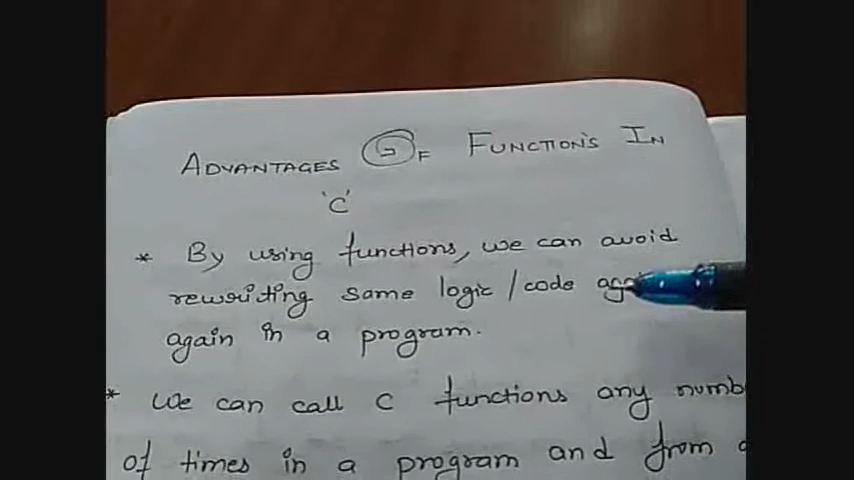 ADVANTAGES OF FUNCTION'S IN
'C'
* By using functions, we can avoid
rewriting same logic/code
again in a program.
* We can call C functions any
of times in a program and from